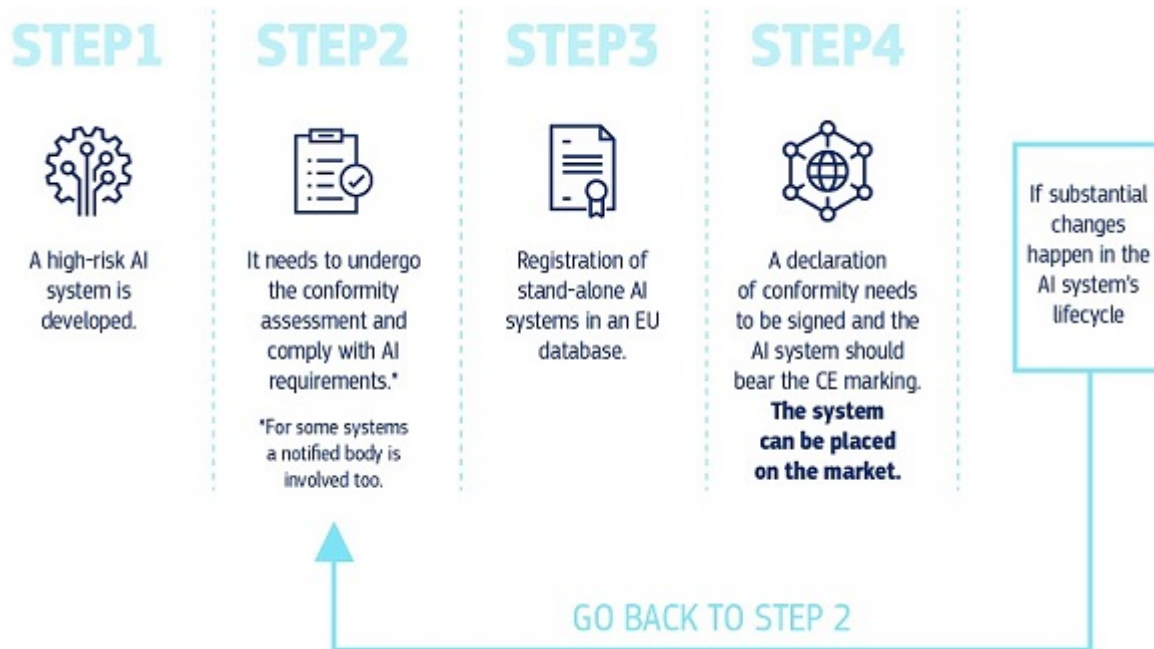 STEP1
A high-risk AI
system is
developed.
STEP2
It needs to undergo
the conformity
assessment and
comply with AI
requirements.*
*For some systems
a notified body is
involved too.
STEP3
Registration of
stand-alone AI
systems in an EU
database.
STEP4
A declaration
of conformity needs
to be signed and the
AI system should
bear the CE marking.
The system
can be placed
on the market.
If substantial
changes
happen in the
AI system's
lifecycle
GO BACK TO STEP 2